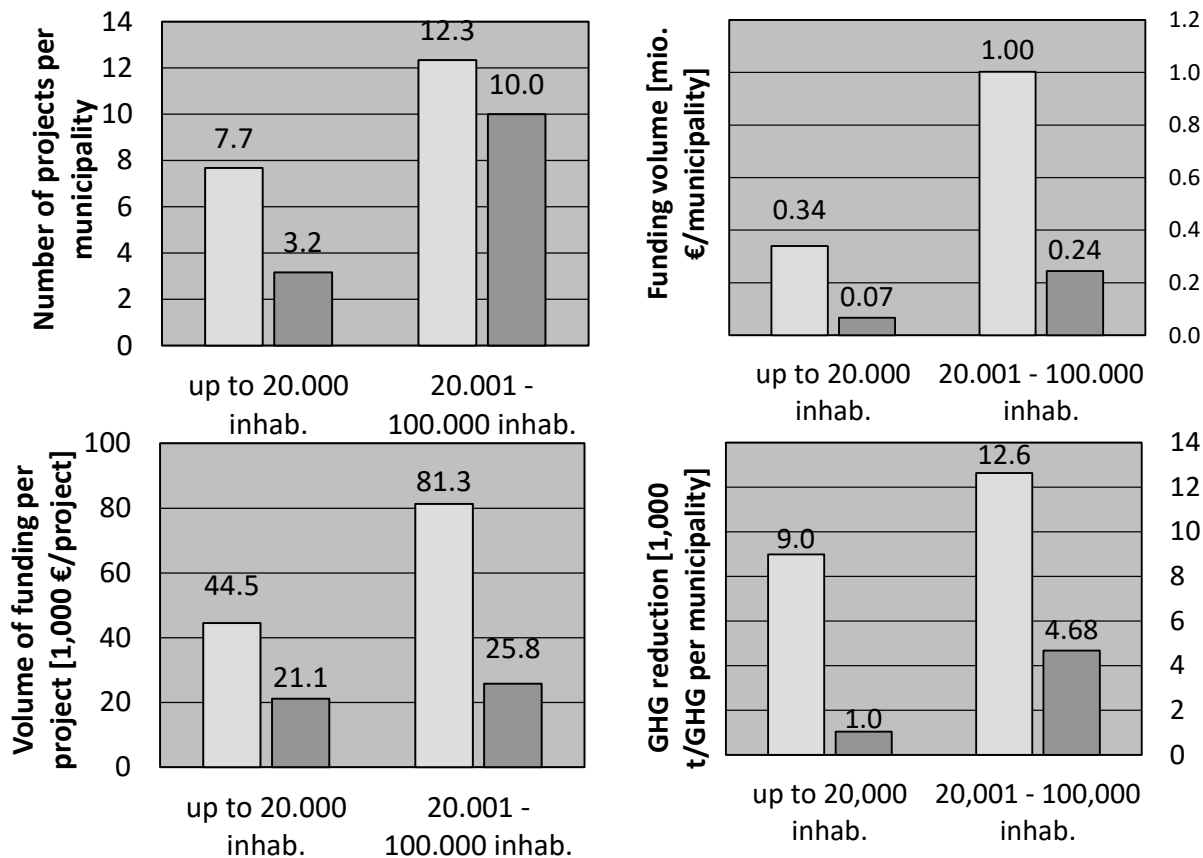 Number of projects per
municipality
14
12
10
8
6
4
2
0
7.7
3.2
12.3
10.0
up to 20.000
inhab.
20.001 -
100.000 inhab.
Funding volume [mio.
€/municipality]
1.2
1.0
0.8
0.6
0.4
0.2
0.0
0.34
0.07
1.00
0.24
up to 20.000
inhab.
20.001 - 100.000
inhab.
Volume of funding per
project [1,000 €/project]
100
80
60
40
20
0
44.5
21.1
81.3
25.8
up to 20.000
inhab.
20.001 -
100.000 inhab.
GHG reduction [1,000
t/GHG per municipality]
14
12
10
8
6
4
2
0
9.0
1.0
12.6
4.68
up to 20,000
inhab.
20,001 - 100,000
inhab.